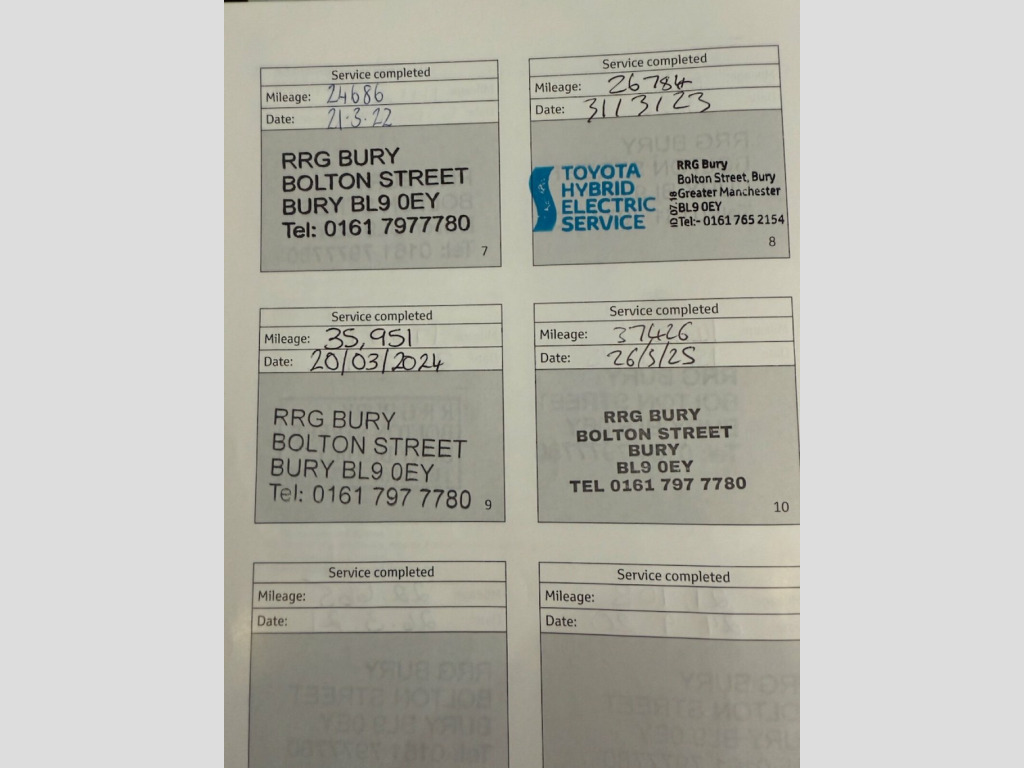 Service completed
Mileage: 24686
Date: 21-3-22
RRG BURY
BOLTON STREET
BURY BL9 0EY
Tel: 0161 7977780
7
Service completed
Mileage: 26784
Date: 31/3/23
TOYOTA
HYBRID
ELECTRIC
SERVICE
RRG Bury
Bolton Street, Bury
Greater Manchester
BL9 0EY
Tel:- 0161 765 2154
8
Service completed
Mileage: 35,951
Date: 20/03/2024
RRG BURY
BOLTON STREET
BURY BL9 0EY
Tel: 0161 797 7780
9
Service completed
Mileage: 37426
Date: 26/3/25
RRG BURY
BOLTON STREET
BURY
BL9 0EY
TEL 0161 797 7780
10
Service completed
Mileage:
Date:
Service completed
Mileage:
Date: